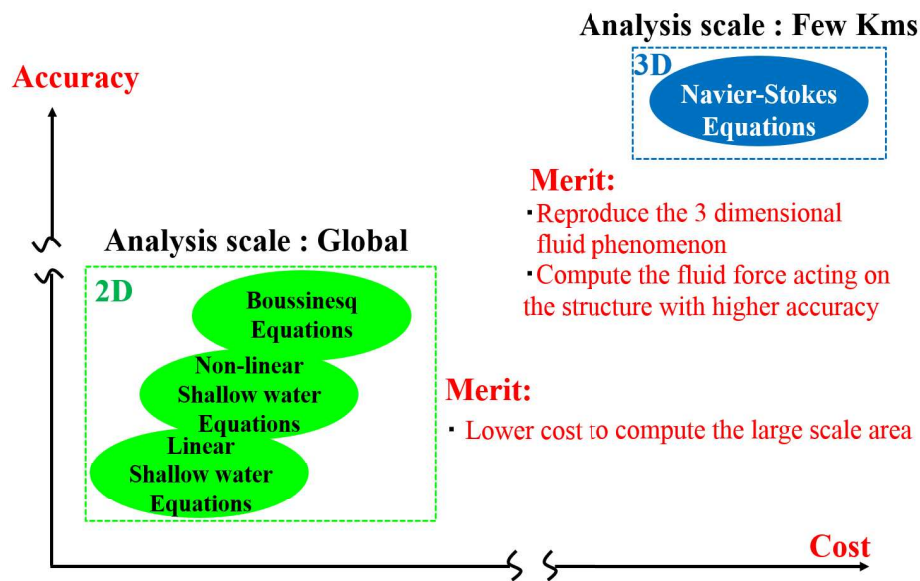 Analysis scale : Few Kms
Accuracy
3D
Navier-Stokes
Equations
Merit:
・Reproduce the 3 dimensional
fluid phenomenon
・Compute the fluid force acting on
the structure with higher accuracy
Analysis scale : Global
2D
Boussinesq
Equations
Non-linear
Shallow water
Equations
Linear
Shallow water
Equations
Merit:
・Lower cost to compute the large scale area
Cost